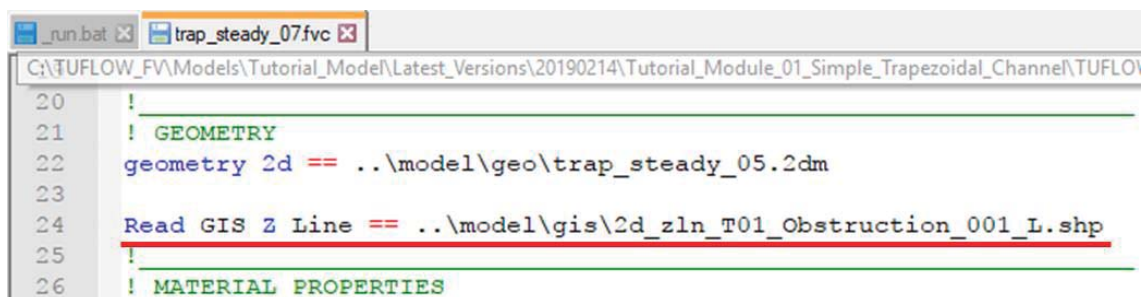 _run.bat trap_steady_07.fvc
C:\TUFLOW_FV\Models\Tutorial_Model\Latest_Versions\20190214\Tutorial_Module_01_Simple_Trapezoidal_Channel\TUFLOW
20 !
21 ! GEOMETRY
22 geometry 2d == ..\model\geo\trap_steady_05.2dm
23
24 Read GIS Z Line == ..\model\gis\2d_zln_T01_Obstruction_001_L.shp
25 !
26 ! MATERIAL PROPERTIES